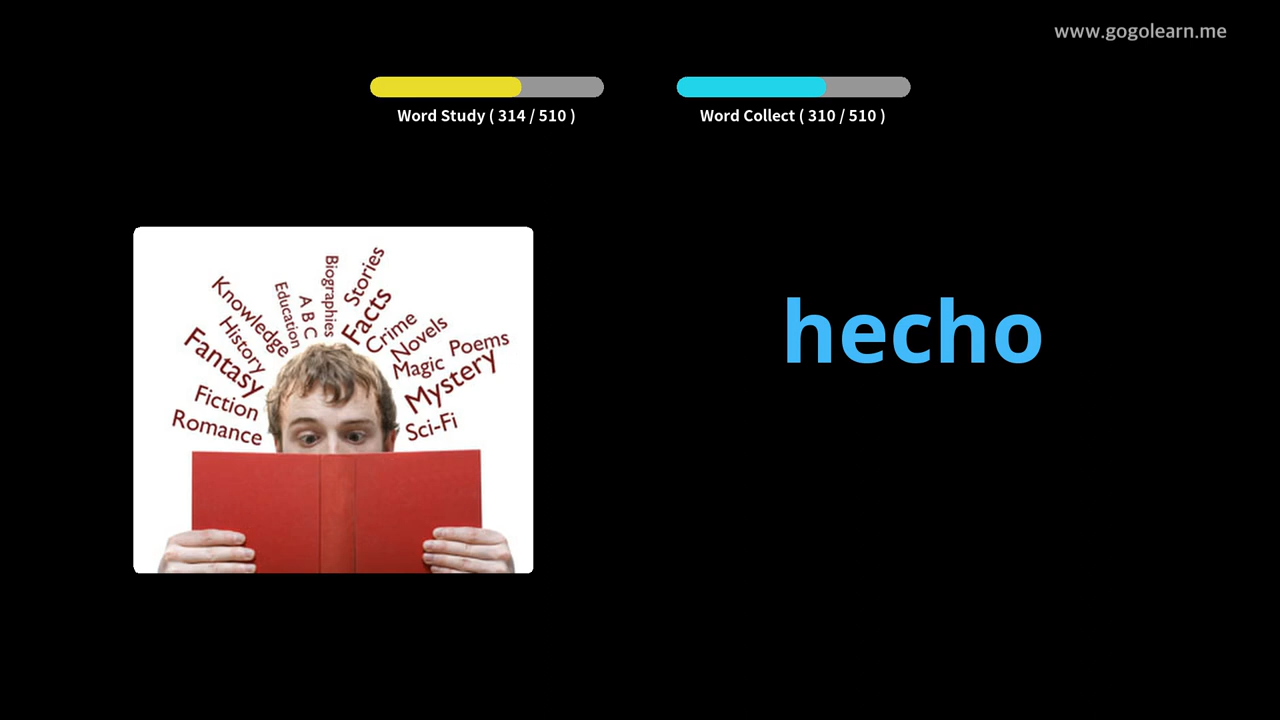 www.gogolearn.me
Word Study ( 314 / 510 )
Word Collect ( 310 / 510 )
Stories
Biographies
Facts
A B C
Education
Knowledge
Crime
Novels
History
Poems
Fantasy
Magic
Mystery
Fiction
Sci-Fi
Romance
hecho